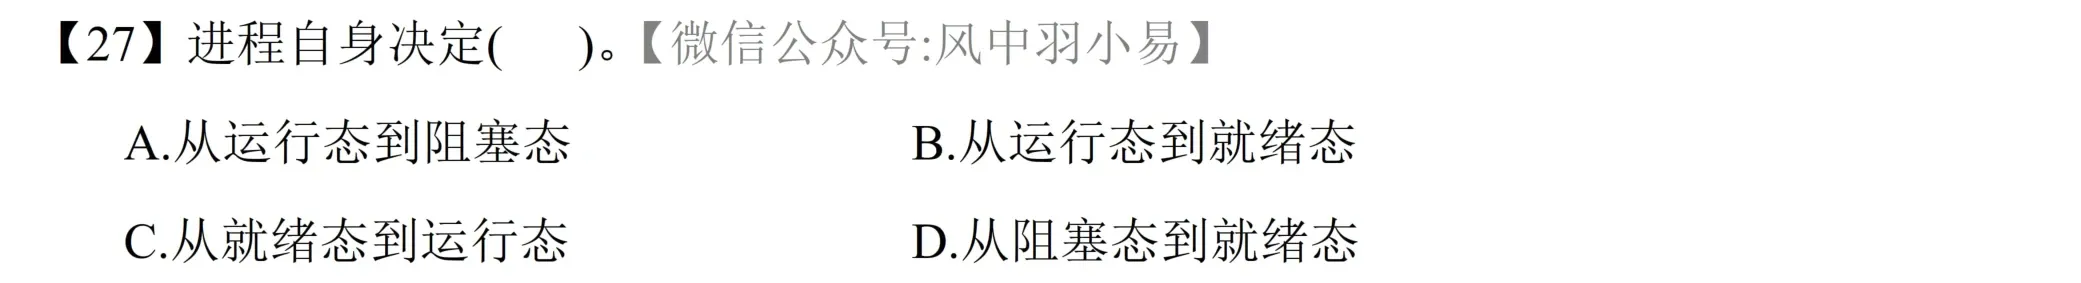 【27】进程自身决定(    )。【微信公众号:风中羽小易】
A.从运行态到阻塞态    B.从运行态到就绪态
C.从就绪态到运行态    D.从阻塞态到就绪态